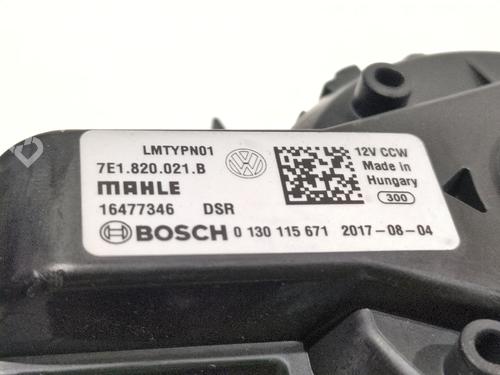 LMTYPN01
7E1.820.021.B
MAHLE
16477346 DSR
BOSCH 0 130 115 671 2017-08-04
12V CCW
Made in
Hungary
300